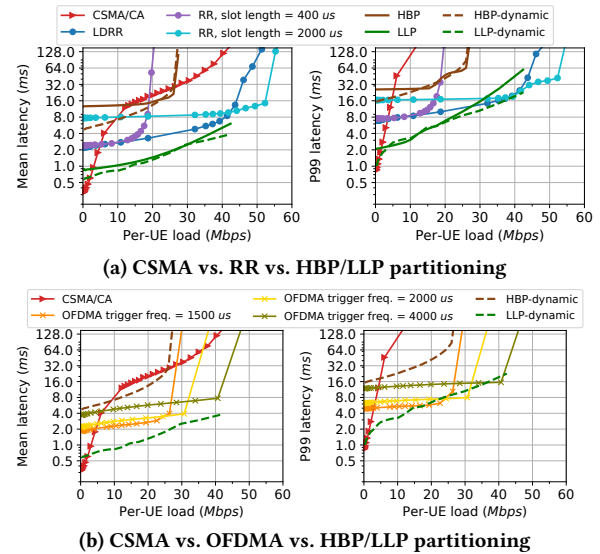 CSMA/CA
LDRR
RR, slot length = 400 us
RR, slot length = 2000 us
HBP
LLP
HBP-dynamic
LLP-dynamic
Mean latency (ms)
128.0
64.0
32.0
16.0
8.0
4.0
2.0
1.0
0.5
0 10 20 30 40 50 60
Per-UE load (Mbps)
P99 latency (ms)
128.0
64.0
32.0
16.0
8.0
4.0
2.0
1.0
0.5
0 10 20 30 40 50 60
Per-UE load (Mbps)
(a) CSMA vs. RR vs. HBP/LLP partitioning
CSMA/CA
OFDMA trigger freq. = 1500 us
OFDMA trigger freq. = 2000 us
OFDMA trigger freq. = 4000 us
HBP-dynamic
LLP-dynamic
Mean latency (ms)
128.0
64.0
32.0
16.0
8.0
4.0
2.0
1.0
0.5
0 10 20 30 40 50 60
Per-UE load (Mbps)
P99 latency (ms)
128.0
64.0
32.0
16.0
8.0
4.0
2.0
1.0
0.5
0 10 20 30 40 50 60
Per-UE load (Mbps)
(b) CSMA vs. OFDMA vs. HBP/LLP partitioning